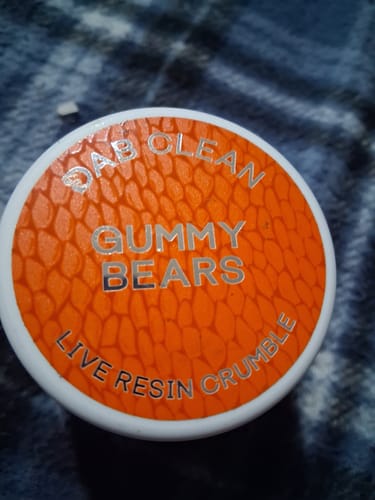 DAB CLEAN
GUMMY
BEARS
LIVE RESIN CRUMBLE